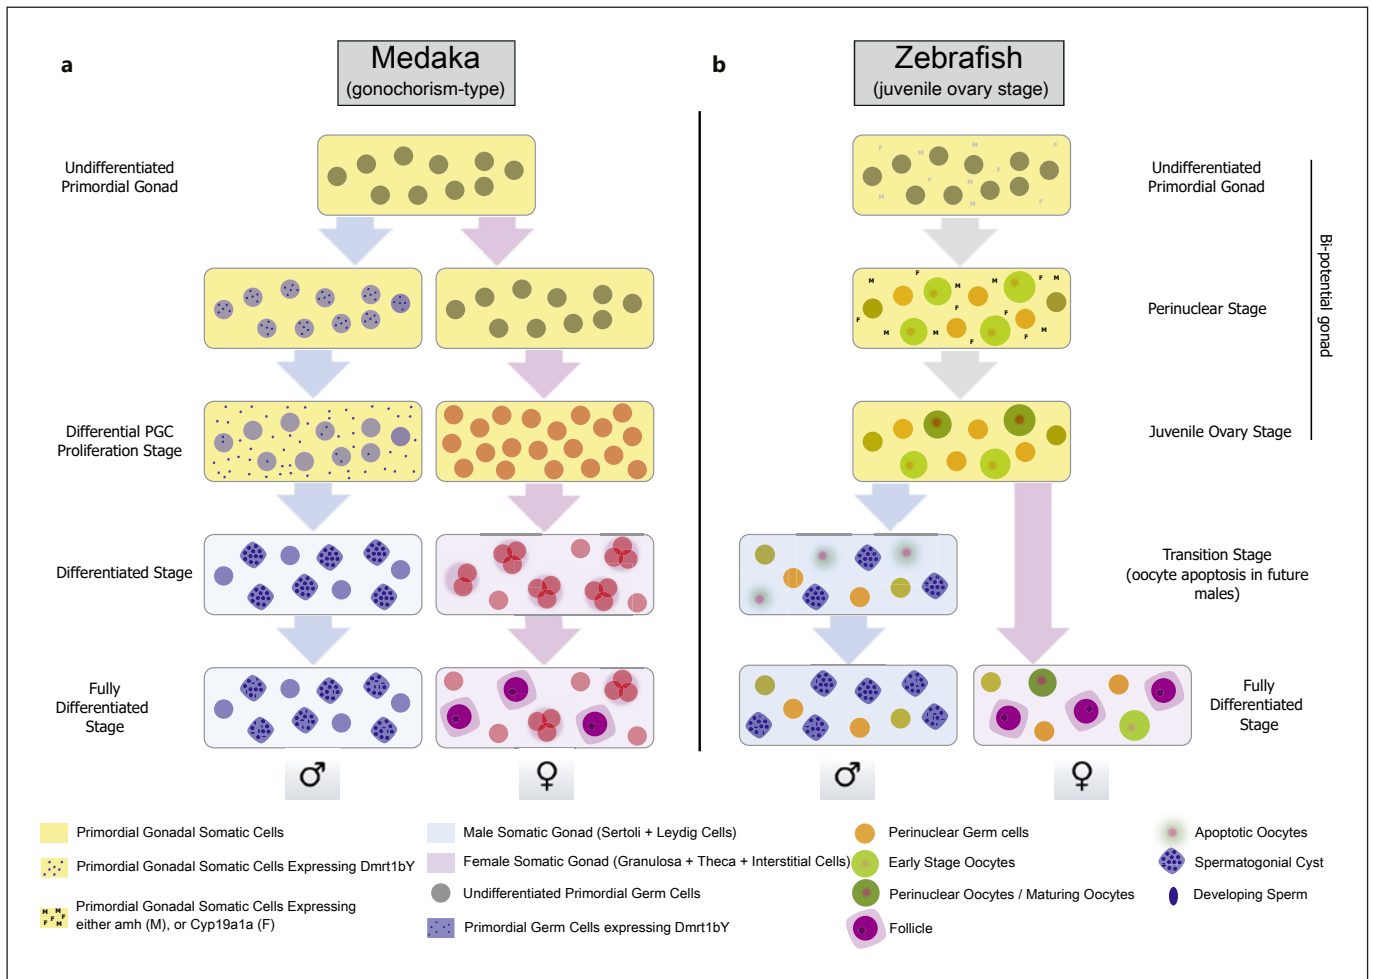 a
Medaka
(gonochorism-type)
b
Zebrafish
(juvenile ovary stage)
Undifferentiated
Primordial Gonad
F
M
M
F
F
M
F
M
M
F
Undifferentiated
Primordial Gonad
Bi-potential gonad
M
F
M
M
F
M
F
F
F
M
M
F
F
M
Perinuclear Stage
Differential PGC
Proliferation Stage
Juvenile Ovary Stage
Differentiated Stage
Transition Stage
(oocyte apoptosis in future
males)
Fully
Differentiated
Stage
Fully
Differentiated
Stage
♂
♀
♂
♀
Primordial Gonadal Somatic Cells
Primordial Gonadal Somatic Cells Expressing Dmrt1bY
M M M
F F F
F M
Primordial Gonadal Somatic Cells Expressing
either amh (M), or Cyp19a1a (F)
Male Somatic Gonad (Sertoli + Leydig Cells)
Female Somatic Gonad (Granulosa + Theca + Interstitial Cells)
Undifferentiated Primordial Germ Cells
Primordial Germ Cells expressing Dmrt1bY
Perinuclear Germ cells
Early Stage Oocytes
Perinuclear Oocytes / Maturing Oocytes
Follicle
Apoptotic Oocytes
Spermatogonial Cyst
Developing Sperm